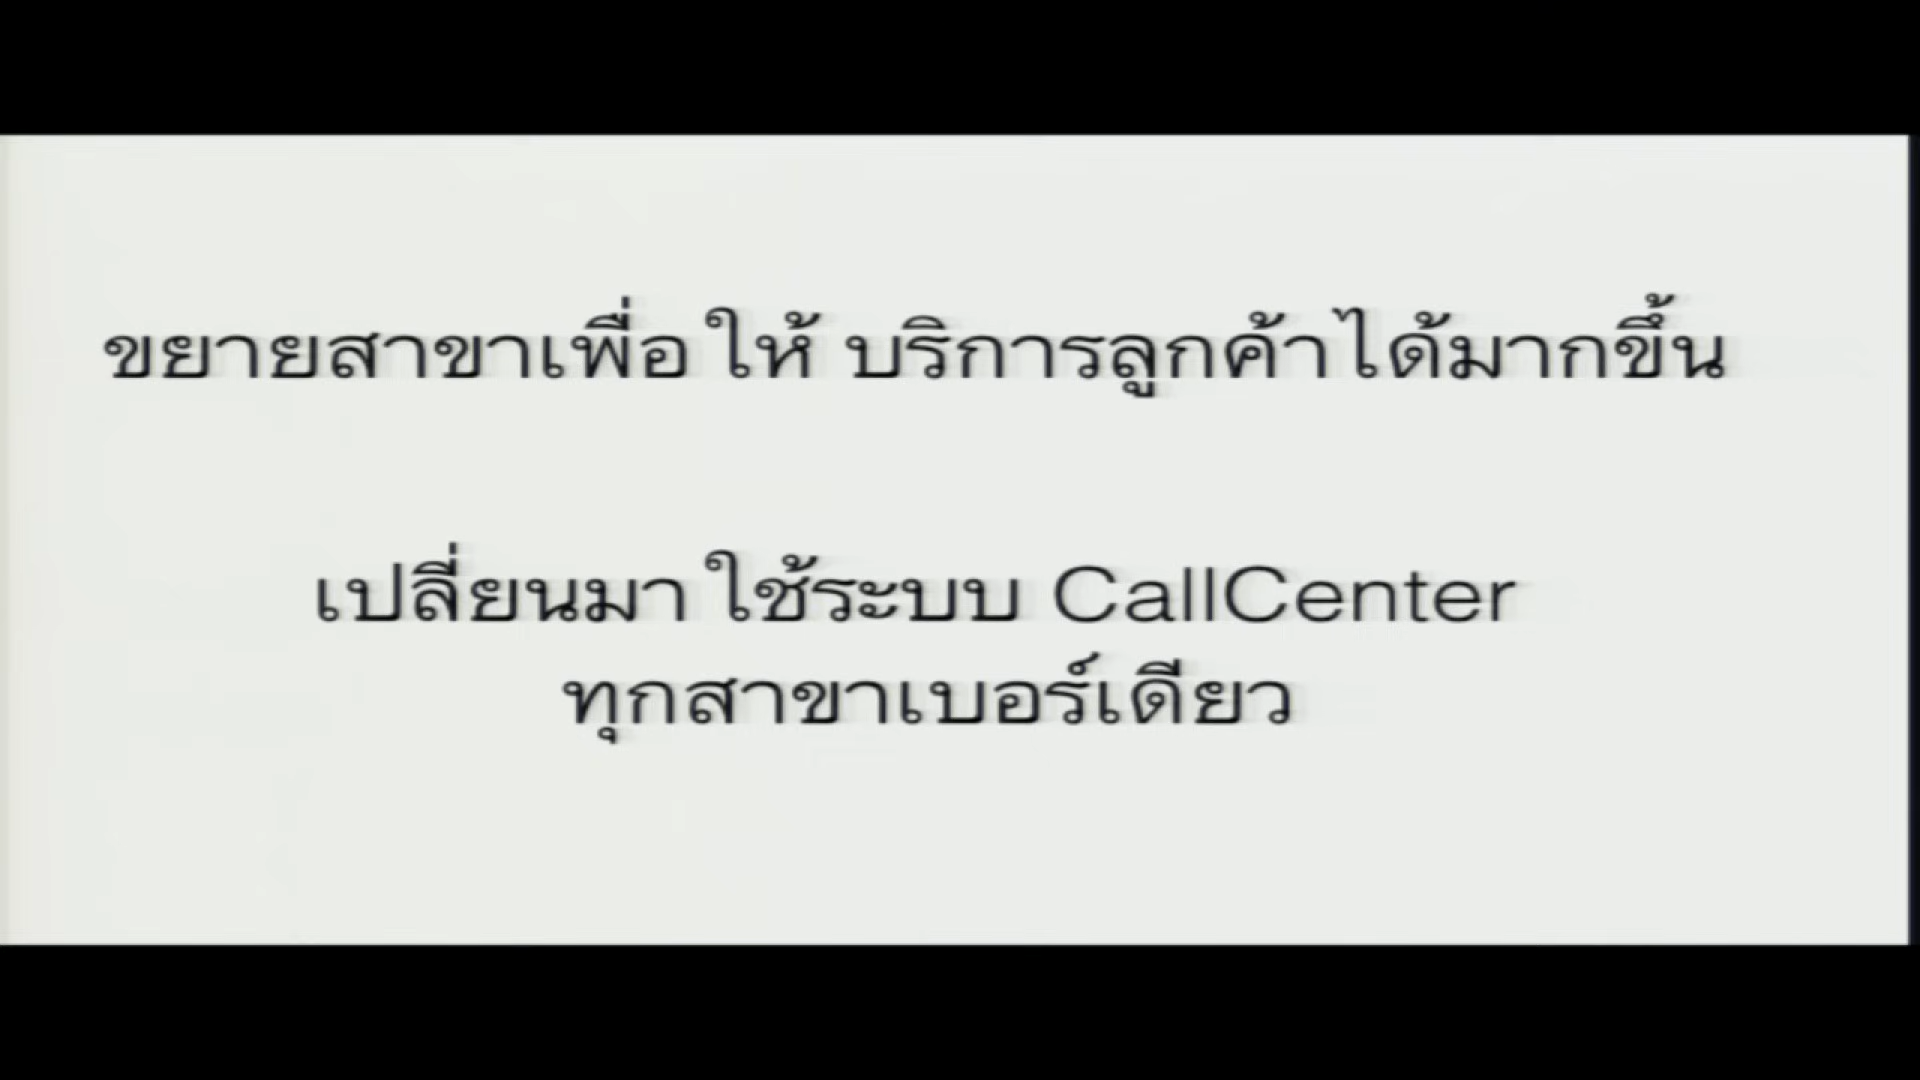 ขยายสาขาเพื่อ ให้ บริการลูกค้าได้มากขึ้น
เปลี่ยนมา ใช้ระบบ CallCenter
ทุกสาขาเบอร์เดียว